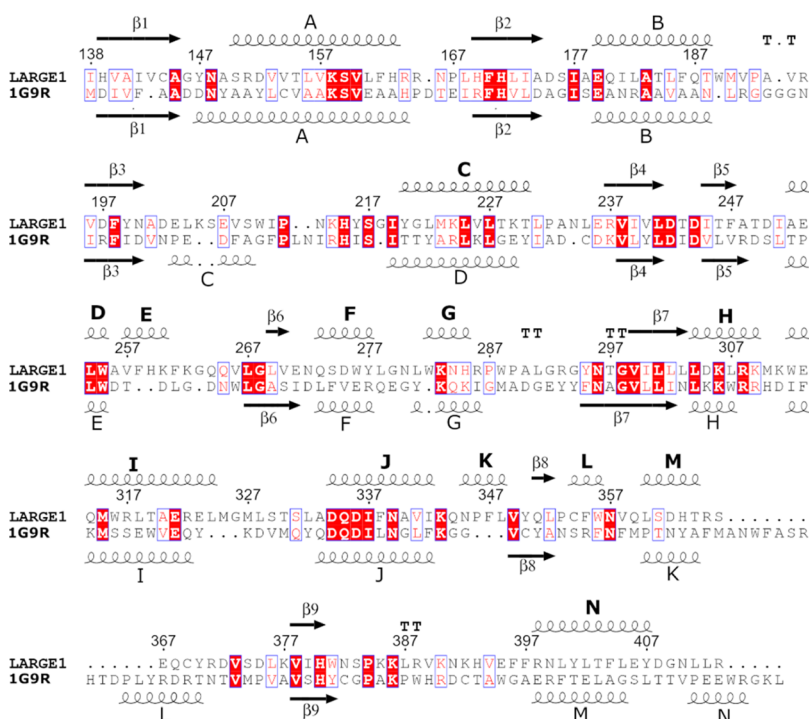 β1 A β2 B T.T
138 147 157 167 177 187
LARGE1 IHVAIVCAGYNASRDVVTLVKSVLFHRR.NPLHFHLIADSIAEQILATLFQTWMVPA.VR
1G9R MDIVF.AADDNYAAYLCVAAKSVEAAHPDTEIRFHVLDAGISEANRAAVAAN.LRGGGGN
β1 A β2 B
β3 C β4 β5
197 207 217 227 237 247
LARGE1 VDFYNADELKSEVSWIP..NKHYSGIYGLMKLVLTKTLPANLERVIVLDTDITFATDIAE
1G9R IRFIDVNPE..DFAGFPLNIRHIS.ITTYARLKLGEYIAD.CDKVLYLDIDVLVRDSLTP
β3 C D β4 β5
D E β6 F G TT TT β7 H
257 267 277 287 297 307
LARGE1 LWAVFHKFKGQQVLGLVENQSDWYLGNLWKNHRPWPALGRGYNTGVILLLLDKLRKMKWE
1G9R LWDT..DLG.DNWLGASIDLFVERQEGY.KQKIGMADGEYYFNAGVLLINLKKWRRHDIF
E β6 F G β7 H
I J K β8 L M
317 327 337 347 357
LARGE1 QMWRLTAERELMGMLSTSLADQDIFNAVIKQNPFLVYQLPCFWNVQLSDHTRS.......
1G9R KMSSEWVEQY...KDVMQYQDQDILNGLFKGG...VCYANSRFNFMPTNYAFMANWFASR
I J β8 K
β9 TT N
367 377 387 397 407
LARGE1 ......EQCYRDVSDLKVIHWNSPKKLRVKNKHVEFFRNLYLTFLEYDGNLLR.....
1G9R HTDPLYRDRTNTVMPVAVSHYCGPAKPWHRDCTAWGAERFTELAGSLTTVPEEWRGKL
L β9 M N